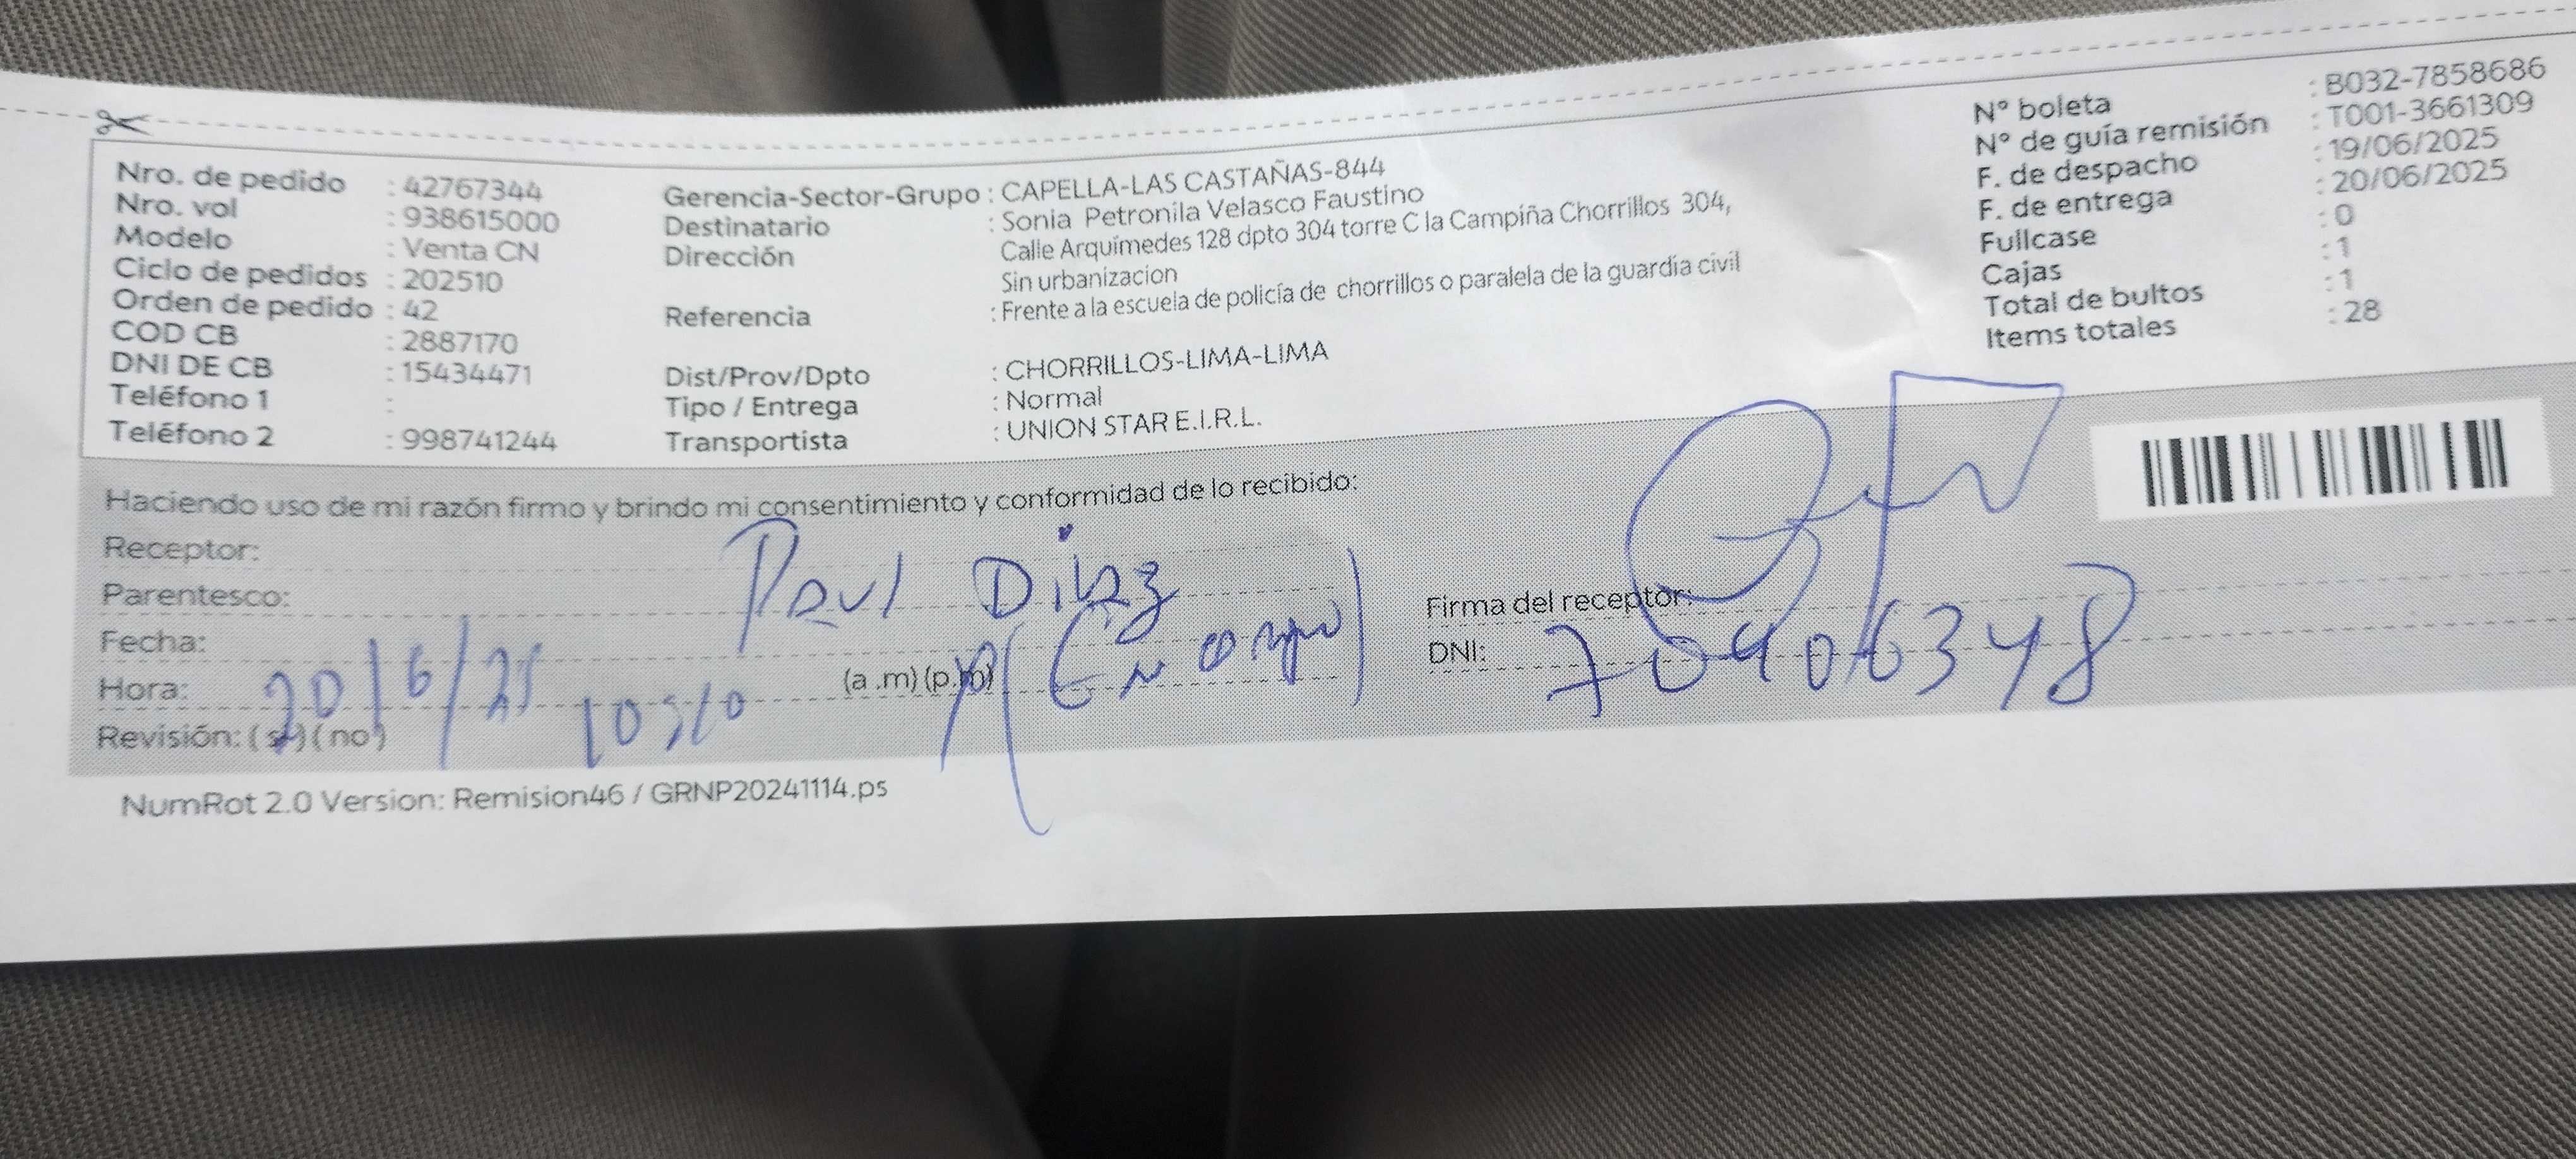 Nro. de pedido : 42767344
Nro. vol : 938615000
Modelo : Venta CN
Ciclo de pedidos : 202510
Orden de pedido : 42
COD CB : 2887170
DNI DE CB : 15434471
Teléfono 1 :
Teléfono 2 : 998741244
Gerencia-Sector-Grupo : CAPELLA-LAS CASTAÑAS-844
Destinatario : Sonia Petronila Velasco Faustino
Dirección Calle Arquímedes 128 dpto 304 torre C la Campiña Chorrillos 304,
Sin urbanizacion
Referencia : Frente a la escuela de policía de chorrillos o paralela de la guardia civil
Dist/Prov/Dpto : CHORRILLOS-LIMA-LIMA
Tipo / Entrega : Normal
Transportista : UNION STAR E.I.R.L.
N° boleta : B032-7858686
N° de guía remisión : T001-3661309
F. de despacho : 19/06/2025
F. de entrega : 20/06/2025
Fullcase : 0
Cajas : 1
Total de bultos : 1
Items totales : 28
Haciendo uso de mi razón firmo y brindo mi consentimiento y conformidad de lo recibido:
Receptor:
Paul Diaz
Parentesco:
Fecha: 20/6/25
Hora: (a .m) (p.m)
Revisión: (si) (no)
Firma del receptor:
DNI: 70906348
NumRot 2.0 Version: Remision46 / GRNP20241114.ps